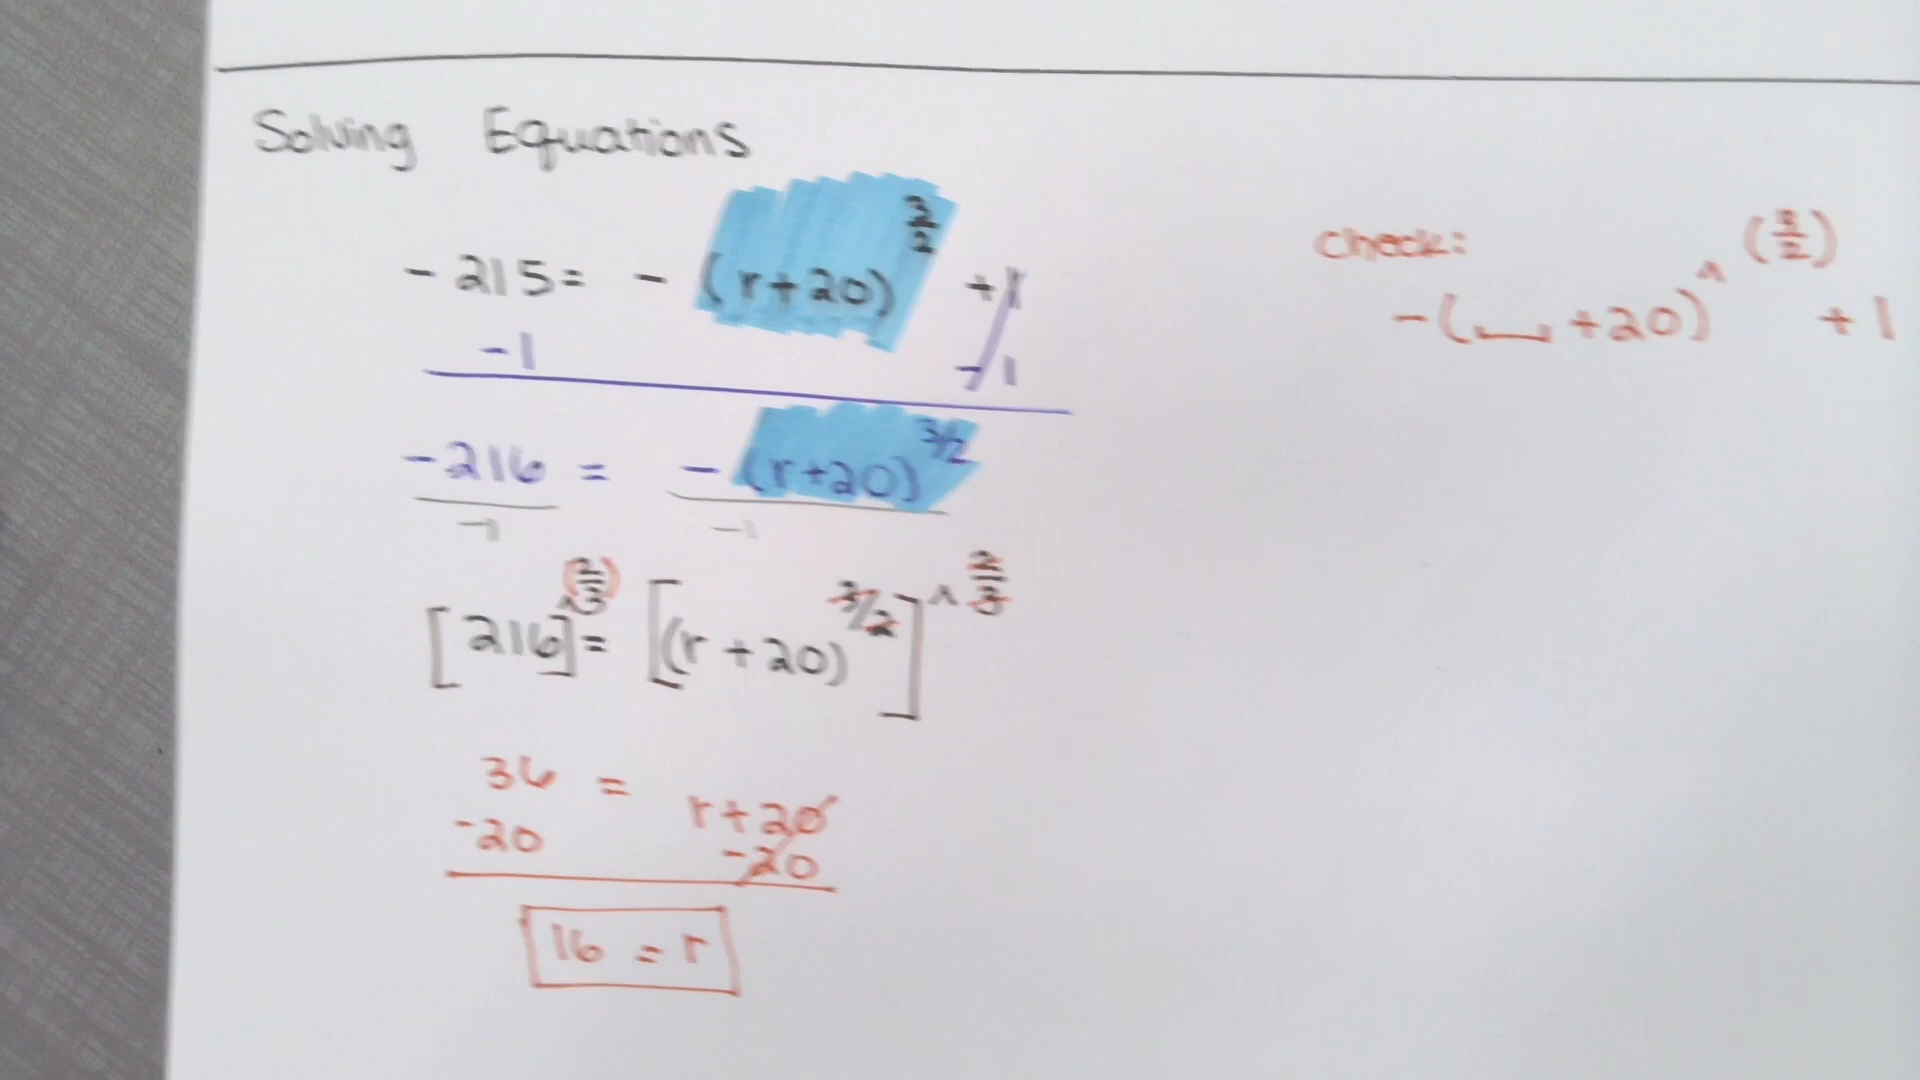 Solving Equations
-215 = -(r+20)^3/2 +1
-1 -1
-216 = -(r+20)^3/2
-1 -1
[216]^(2/3) = [(r+20)^3/2]^2/3
36 = r+20
-20 -20
16 = r
check:
-(␣+20)^(3/2) +1